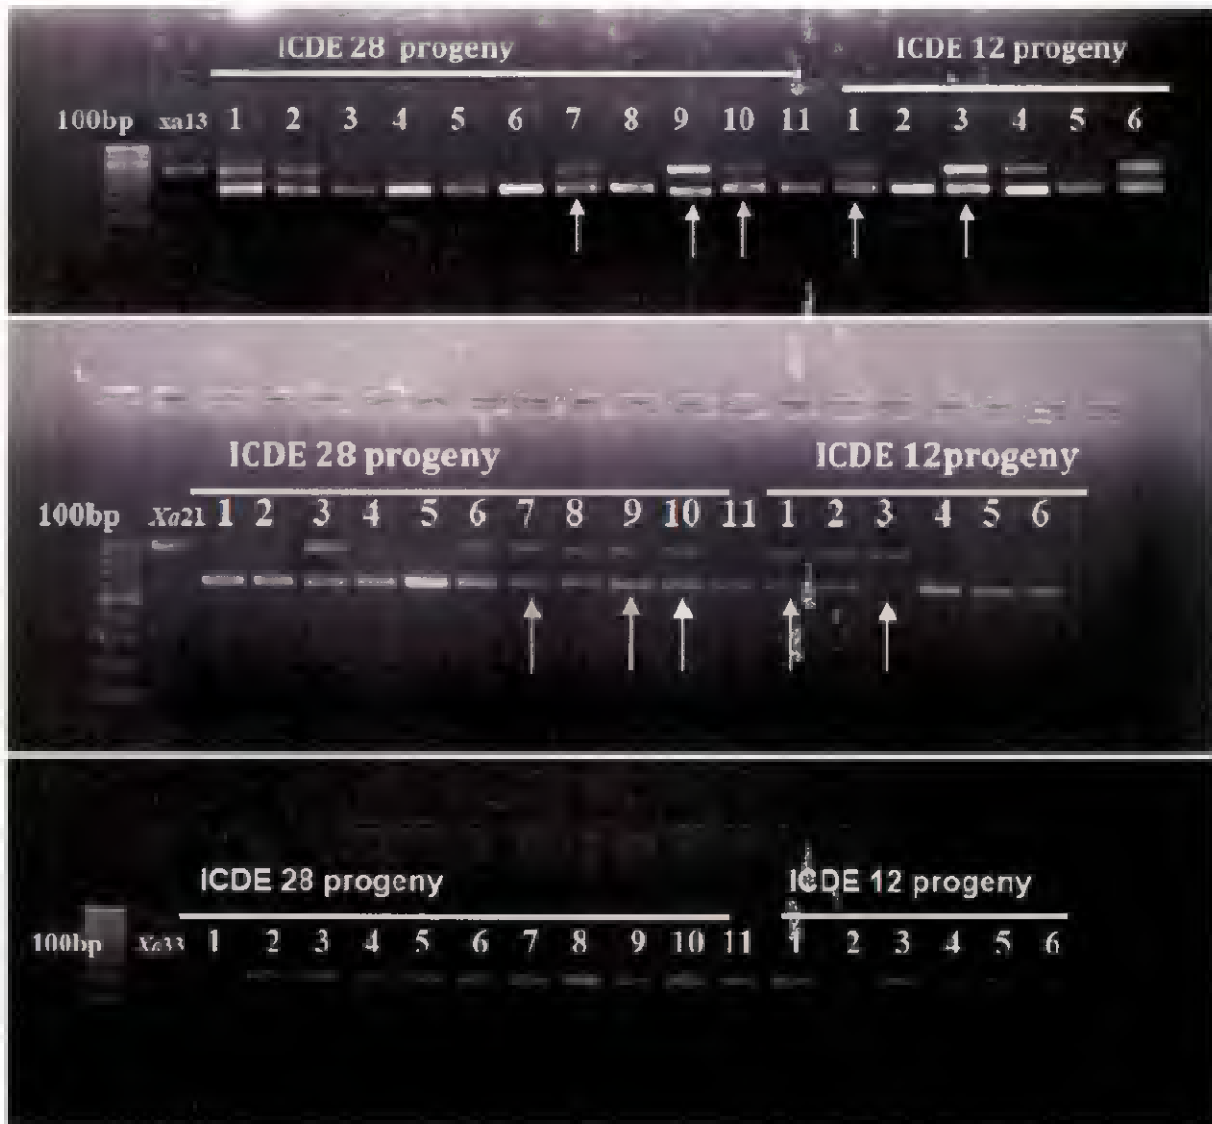 ICDE 28 progeny ICDE 12 progeny
100bp xa13 1 2 3 4 5 6 7 8 9 10 11 1 2 3 4 5 6
ICDE 28 progeny ICDE 12progeny
100bp Xa21 1 2 3 4 5 6 7 8 9 10 11 1 2 3 4 5 6
ICDE 28 progeny ICDE 12 progeny
100bp Xa33 1 2 3 4 5 6 7 8 9 10 11 1 2 3 4 5 6